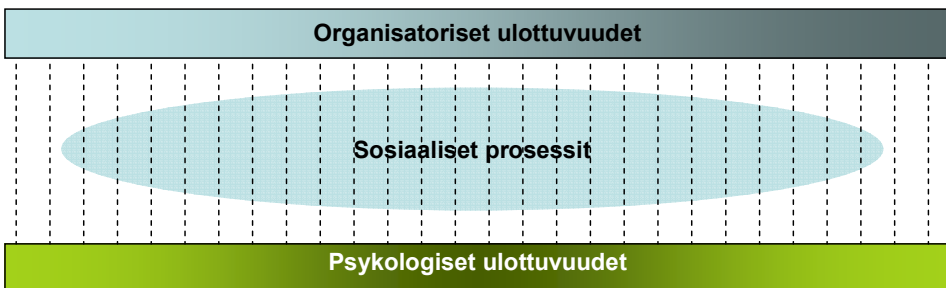 Organisatoriset ulottuvuudet
Sosiaaliset prosessit
Psykologiset ulottuvuudet